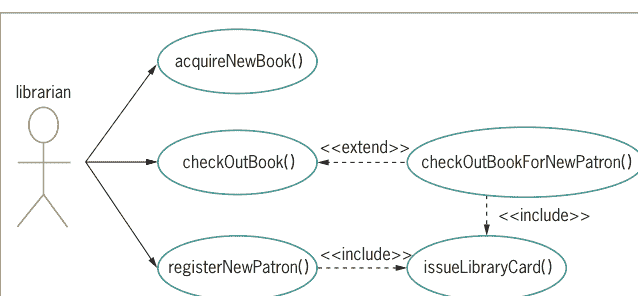 acquireNewBook()
librarian
<<extend>>
checkOutBook()
checkOutBookForNewPatron()
<<include>>
<<include>>
registerNewPatron()
issueLibraryCard()